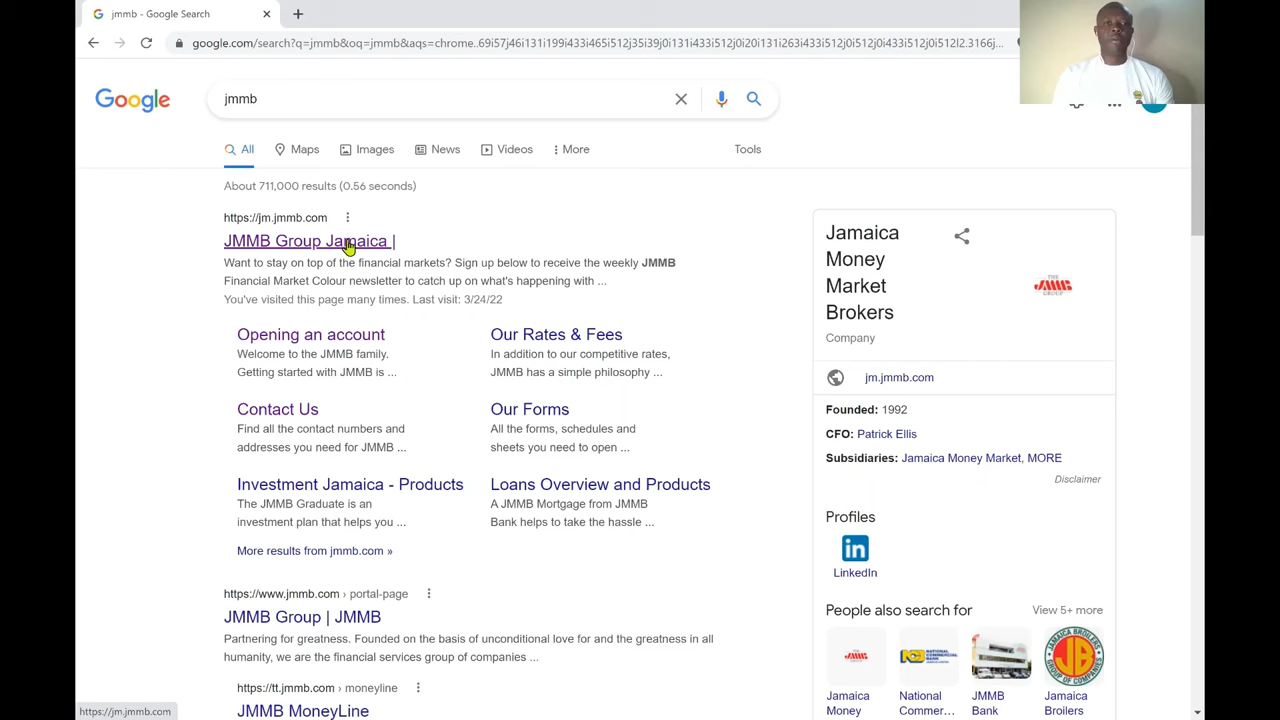 jmmb - Google Search
google.com/search?q=jmmb&oq=jmmb&aqs=chrome..69i57j46i131i199i433i465i512j35i39j0i131i433i512j0i20i131i263i433i512j0i512j0i433i512j0i512l2.3166j...
Google
jmmb
All
Maps
Images
News
Videos
More
Tools
About 711,000 results (0.56 seconds)
https://jm.jmmb.com
JMMB Group Jamaica |
Want to stay on top of the financial markets? Sign up below to receive the weekly JMMB
Financial Market Colour newsletter to catch up on what's happening with ...
You've visited this page many times. Last visit: 3/24/22
Opening an account
Welcome to the JMMB family.
Getting started with JMMB is ...
Our Rates & Fees
In addition to our competitive rates,
JMMB has a simple philosophy ...
Contact Us
Find all the contact numbers and
addresses you need for JMMB ...
Our Forms
All the forms, schedules and
sheets you need to open ...
Investment Jamaica - Products
The JMMB Graduate is an
investment plan that helps you ...
Loans Overview and Products
A JMMB Mortgage from JMMB
Bank helps to take the hassle ...
More results from jmmb.com »
https://www.jmmb.com › portal-page
JMMB Group | JMMB
Partnering for greatness. Founded on the basis of unconditional love for and the greatness in all
humanity, we are the financial services group of companies ...
https://tt.jmmb.com › moneyline
JMMB MoneyLine
Jamaica
Money
Market
Brokers
Company
THE
JMMB
GROUP
jm.jmmb.com
Founded: 1992
CFO: Patrick Ellis
Subsidiaries: Jamaica Money Market, MORE
Disclaimer
Profiles
in
LinkedIn
People also search for
View 5+ more
JMMB
NCB
JB
Jamaica
Money
National
Commer...
JMMB
Bank
Jamaica
Broilers
https://jm.jmmb.com